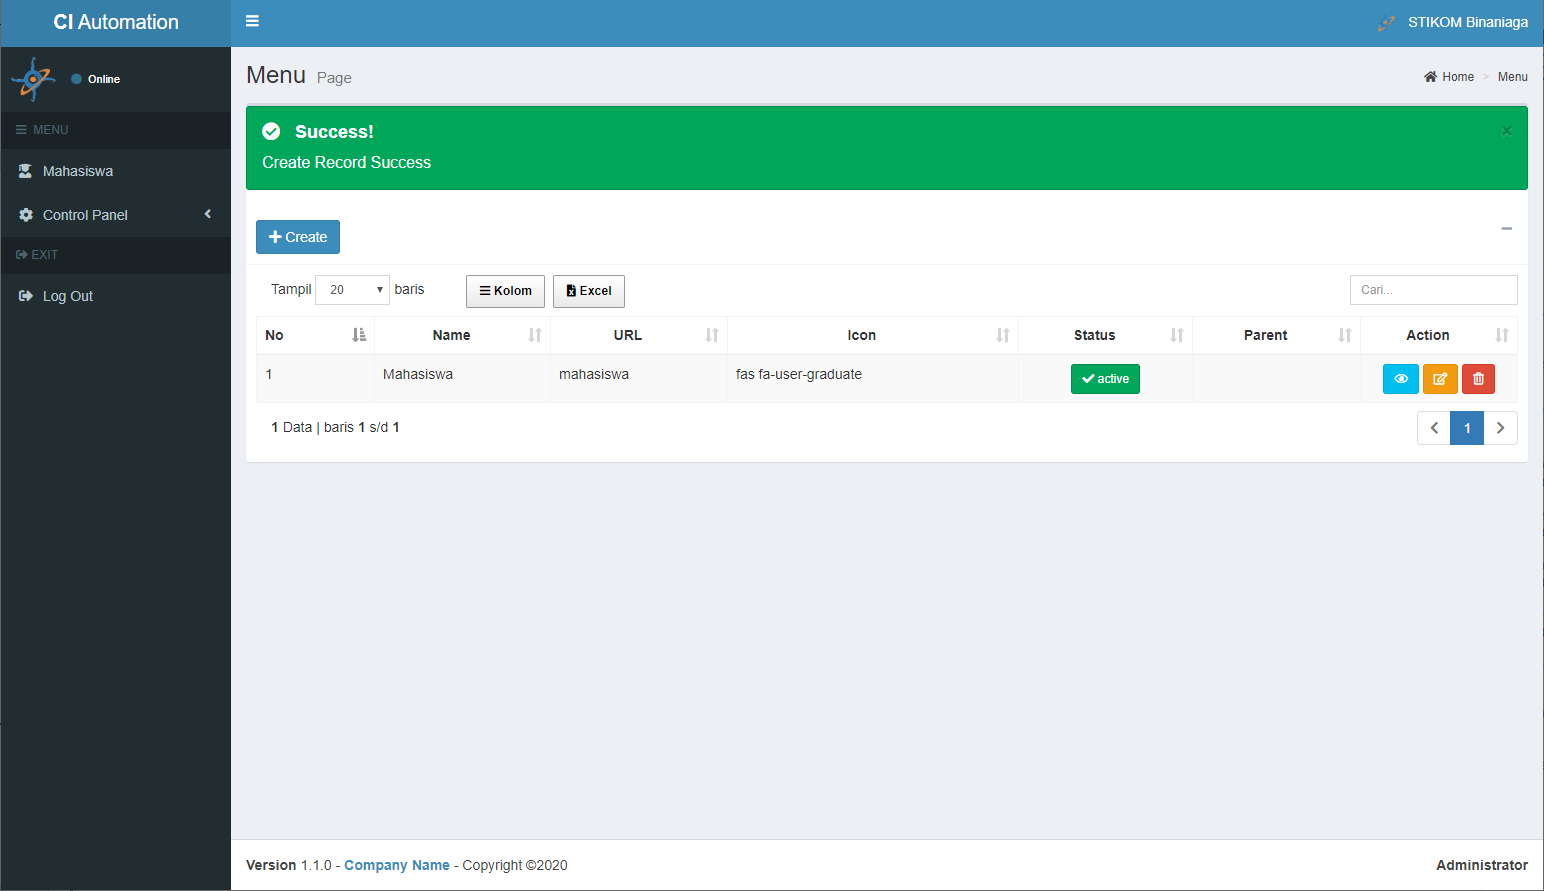 CI Automation
STIKOM Binaniaga
Online
MENU
Mahasiswa
Control Panel
EXIT
Log Out
Menu Page
Home > Menu
Success!
×
Create Record Success
Create
Tampil 20 baris
Kolom
Excel
Cari...
No Name URL Icon Status Parent Action
1 Mahasiswa mahasiswa fas fa-user-graduate active
1 Data | baris 1 s/d 1
1
Version 1.1.0 - Company Name - Copyright ©2020
Administrator